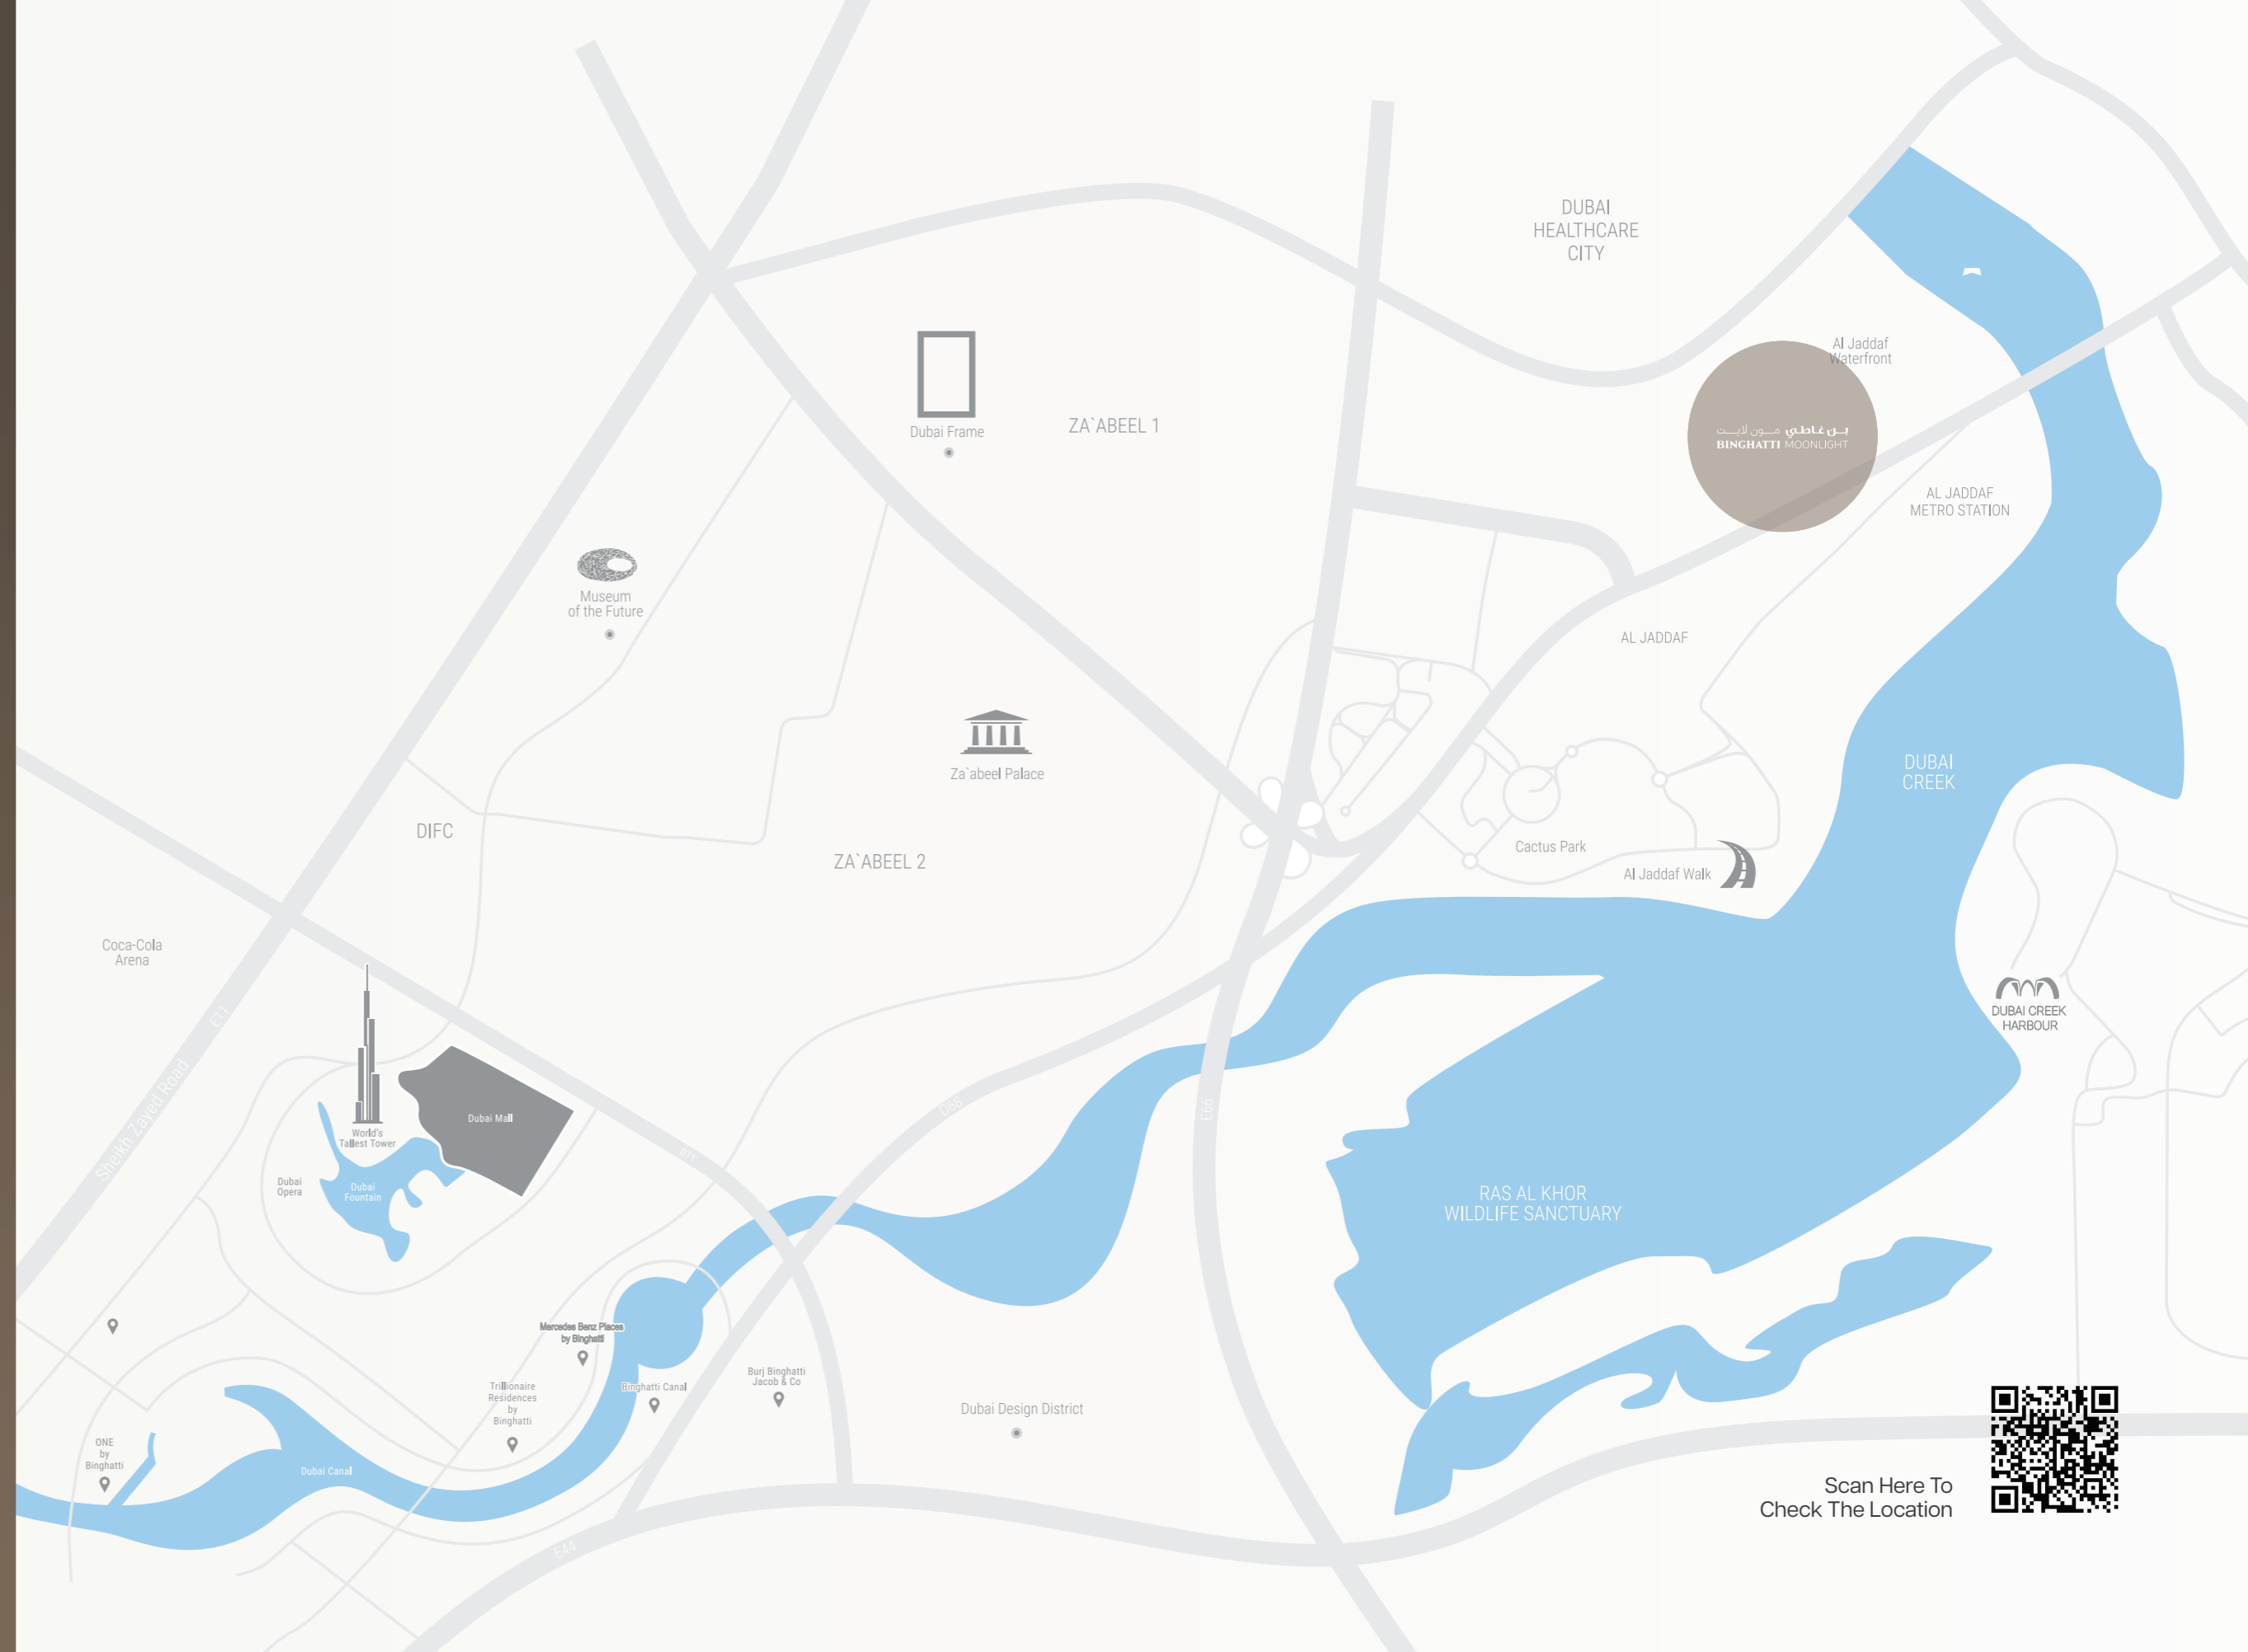 DUBAI
HEALTHCARE
CITY
Al Jaddaf
Waterfront
Dubai Frame
ZA`ABEEL 1
بن غاطي مون لايت
BINGHATTI MOONLIGHT
AL JADDAF
METRO STATION
Museum
of the Future
AL JADDAF
Za`abeel Palace
DUBAI
CREEK
DIFC
ZA`ABEEL 2
Cactus Park
Al Jaddaf Walk
Coca-Cola
Arena
E11
Sheikh Zayed Road
DUBAI CREEK
HARBOUR
Dubai Mall
World's
Tallest Tower
D68
E66
D71
Dubai
Opera
Dubai
Fountain
RAS AL KHOR
WILDLIFE SANCTUARY
Mercedes Benz Places
by Binghatti
Burj Binghatti
Jacob & Co
Trillionaire
Residences
by
Binghatti
Binghatti Canal
Dubai Design District
ONE
by
Binghatti
Dubai Canal
E44
Scan Here To
Check The Location